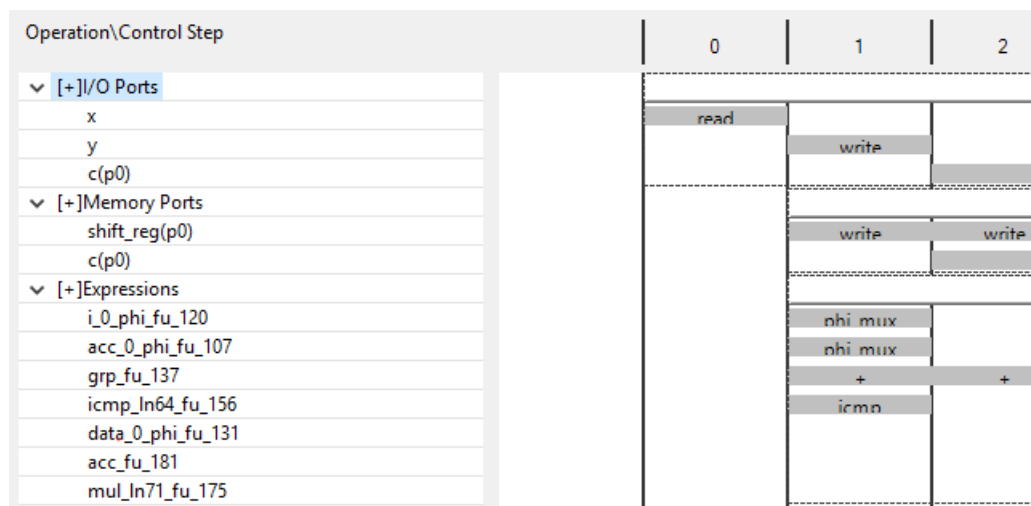 Operation\Control Step 0 1 2
[+]I/O Ports
x read
y write
c(p0)
[+]Memory Ports
shift_reg(p0) write write
c(p0)
[+]Expressions
i_0_phi_fu_120 phi_mux
acc_0_phi_fu_107 phi_mux
grp_fu_137 + +
icmp_ln64_fu_156 icmp
data_0_phi_fu_131
acc_fu_181
mul_ln71_fu_175